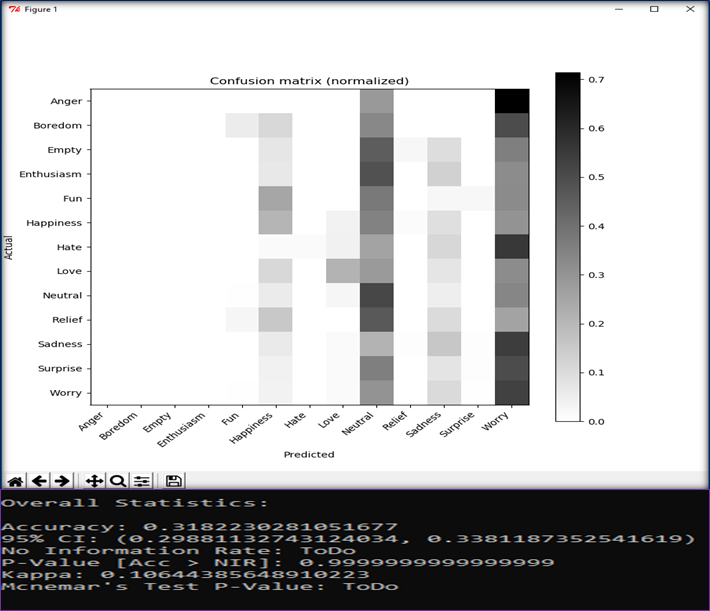 Figure 1
Confusion matrix (normalized)
Anger
Boredom
Empty
Enthusiasm
Fun
Happiness
Hate
Love
Neutral
Relief
Sadness
Surprise
Worry
Actual
Anger
Boredom
Empty
Enthusiasm
Fun
Happiness
Hate
Love
Neutral
Relief
Sadness
Surprise
Worry
Predicted
0.7
0.6
0.5
0.4
0.3
0.2
0.1
0.0
Overall Statistics:
Accuracy: 0.3182230281051677
95% CI: (0.29881132743124034, 0.3381187352541619)
No Information Rate: ToDo
P-Value [Acc > NIR]: 0.9999999999999999
Kappa: 0.10644385648910223
Mcnemar's Test P-Value: ToDo